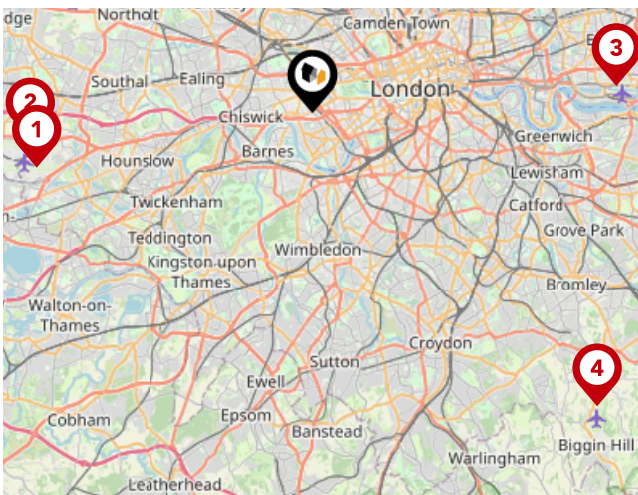 dge
Northolt
Camden Town
3
E
Southal
Ealing
London
2
Chiswick
1
Greenwich
Barnes
Hounslow
Lewisham
Twickenham
Catford
n-
Grove Park
Teddington
Wimbledon
Kingston upon
Thames
Bromley
Walton-on-
Thames
Croydon
Sutton
4
Ewell
Epsom
Cobham
Banstead
Biggin Hill
Warlingham
Leatherhead